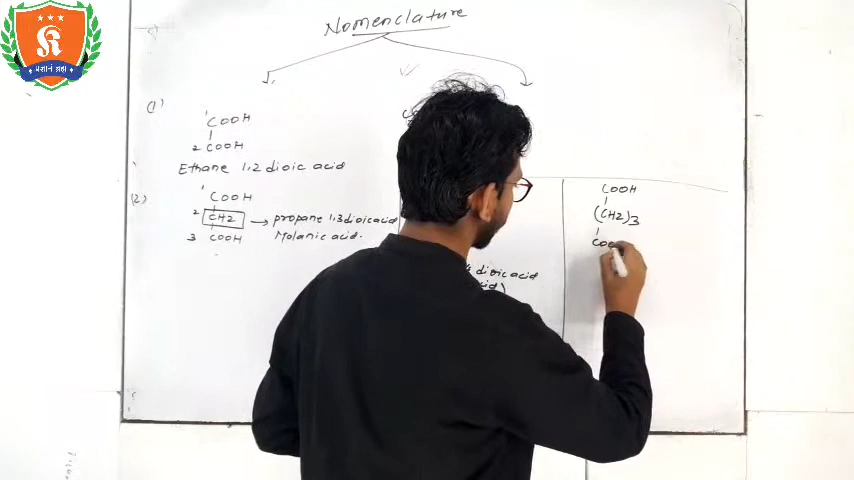 Nomenclature
(1)
1 COOH
2 COOH
Ethane 1,2 dioic acid
(2)
1 COOH
2 CH2 → propane 1,3 dioic acid
3 COOH Molanic acid.
dioic acid
COOH
(CH2)3
COO